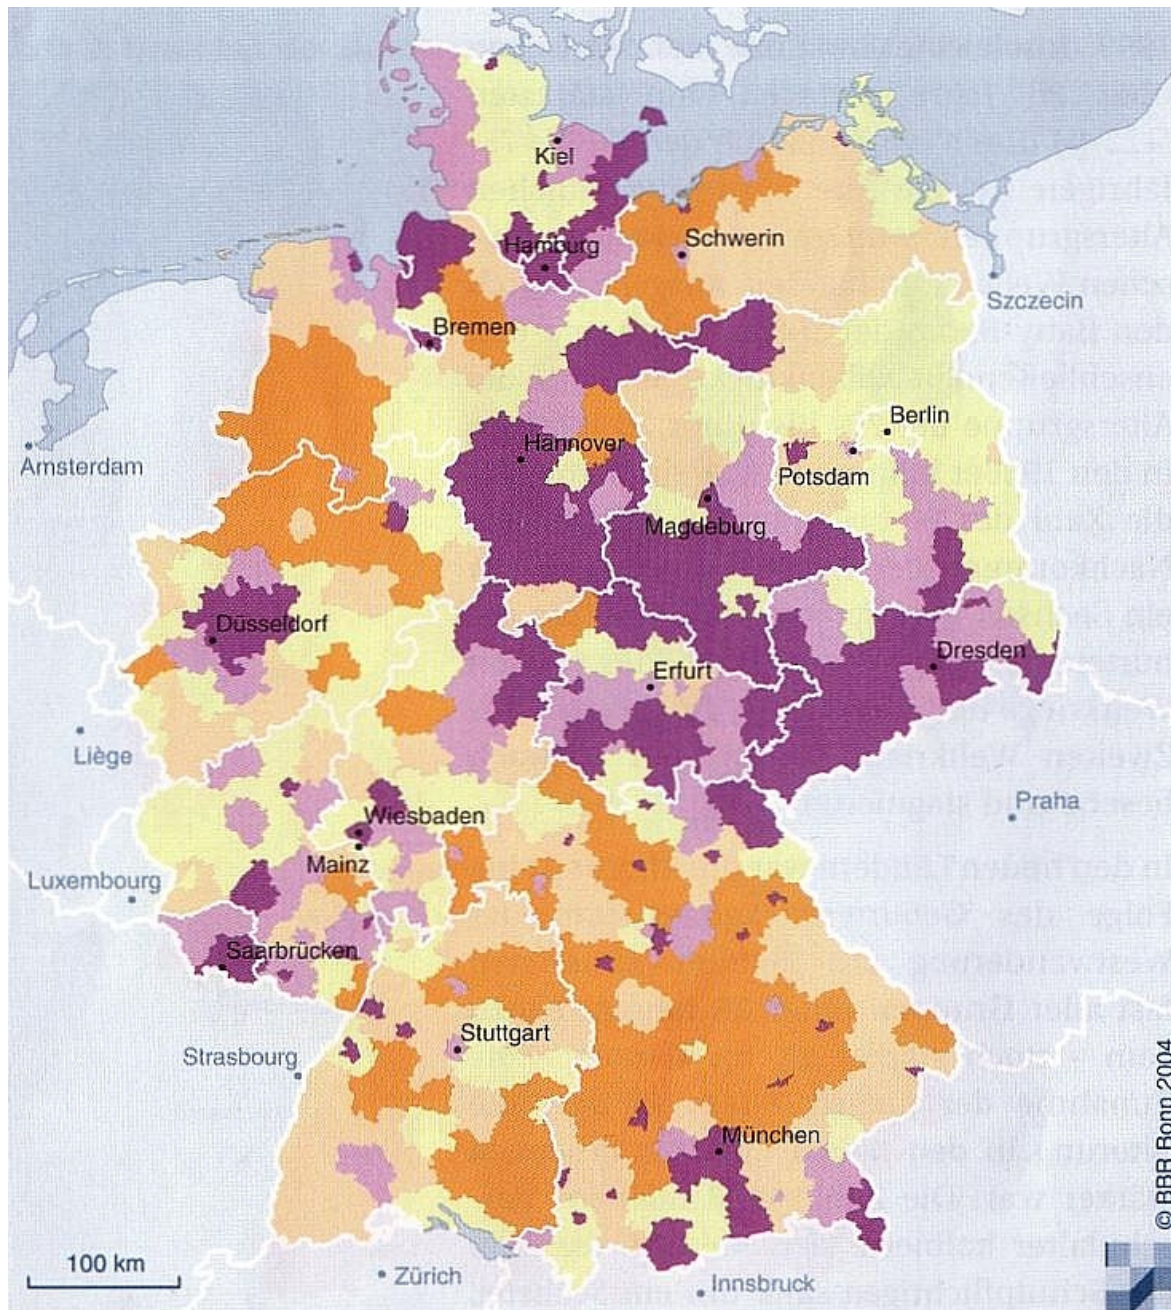 Kiel
Hamburg
Schwerin
Szczecin
Bremen
Berlin
Amsterdam
Hannover
Potsdam
Magdeburg
Düsseldorf
Erfurt
Dresden
Liège
Wiesbaden
Praha
Mainz
Luxembourg
Saarbrücken
Stuttgart
Strasbourg
München
100 km
Zürich
Innsbruck
© BBR Bonn 2004